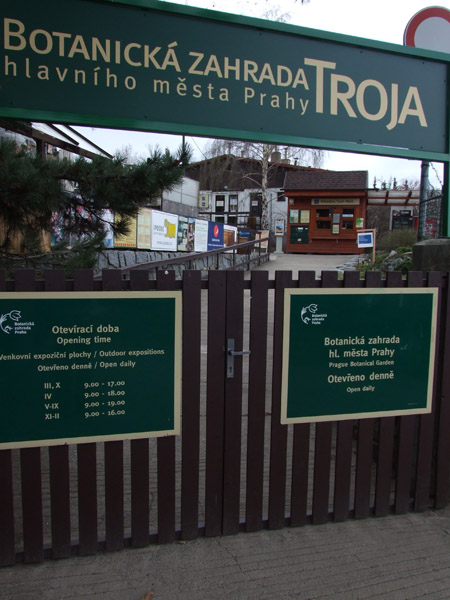 BOTANICKÁ ZAHRADA TROJA
hlavního města Prahy
Botanická
zahrada
Praha
Otevírací doba
Opening time
Venkovní expoziční plochy / Outdoor expositions
Otevřeno denně / Open daily
III, X 9.00 - 17.00
IV 9.00 - 18.00
V-IX 9.00 - 19.00
XI-II 9.00 - 16.00
Botanická
zahrada
Praha
Botanická zahrada
hl. města Prahy
Prague Botanical Garden
Otevřeno denně
Open daily